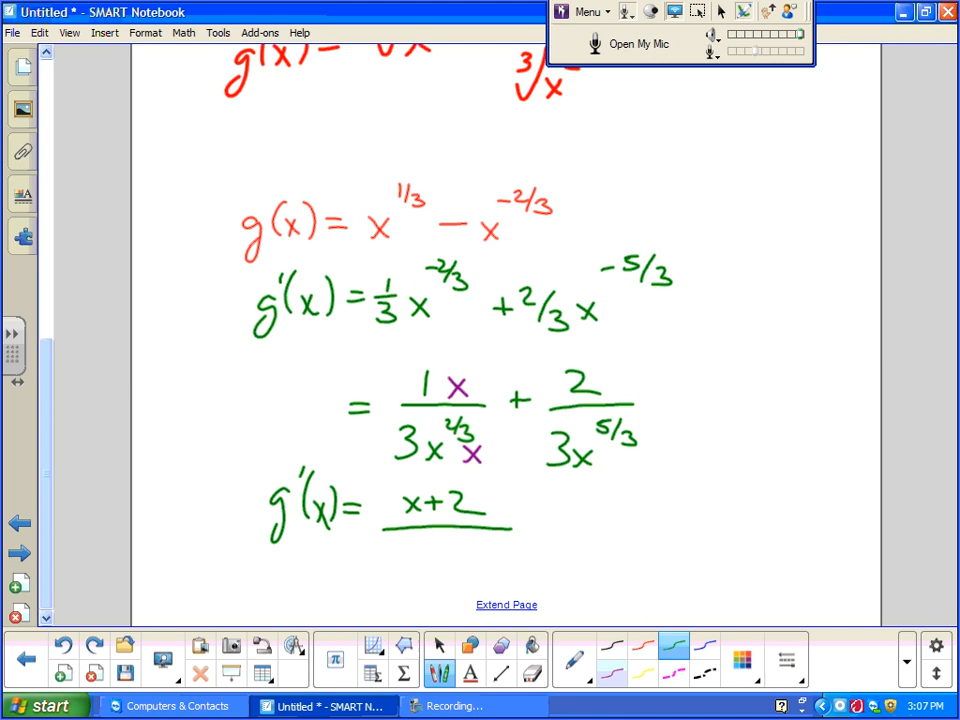 Untitled * - SMART Notebook
Menu
File Edit View Insert Format Math Tools Add-ons Help
Open My Mic
g(x) = √x
³√x
g(x) = x^1/3 - x^-2/3
g'(x) = 1/3 x^-2/3 + 2/3 x^-5/3
= 1x/3x^2/3 x + 2/3x^5/3
g'(x) = x+2
Extend Page
start
Computers & Contacts
Untitled * - SMART N...
Recording...
3:07 PM